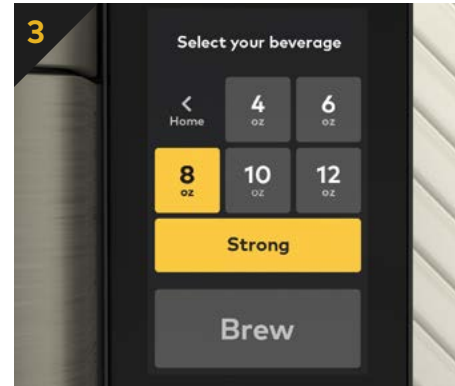 3
Select your beverage
< Home
4 oz
6 oz
8 oz
10 oz
12 oz
Strong
Brew